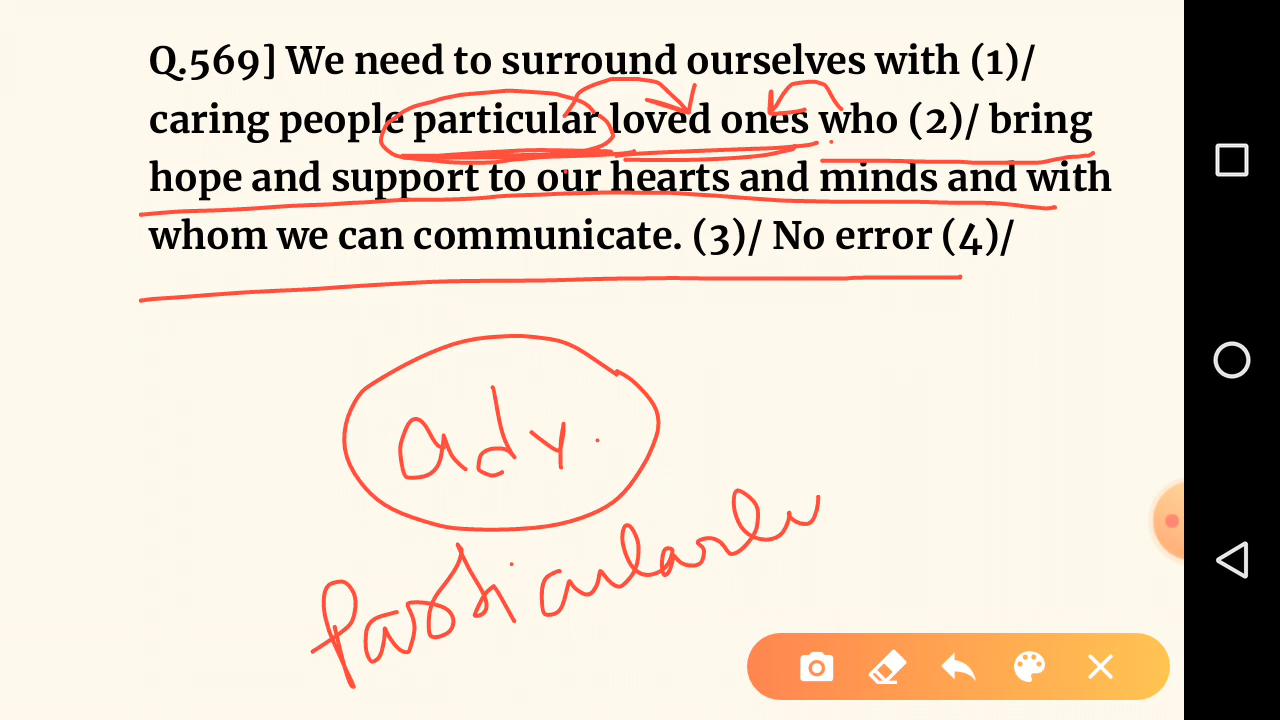 Q.569] We need to surround ourselves with (1)/
caring people particular loved ones who (2)/ bring
hope and support to our hearts and minds and with
whom we can communicate. (3)/ No error (4)/
adv.
Particularly